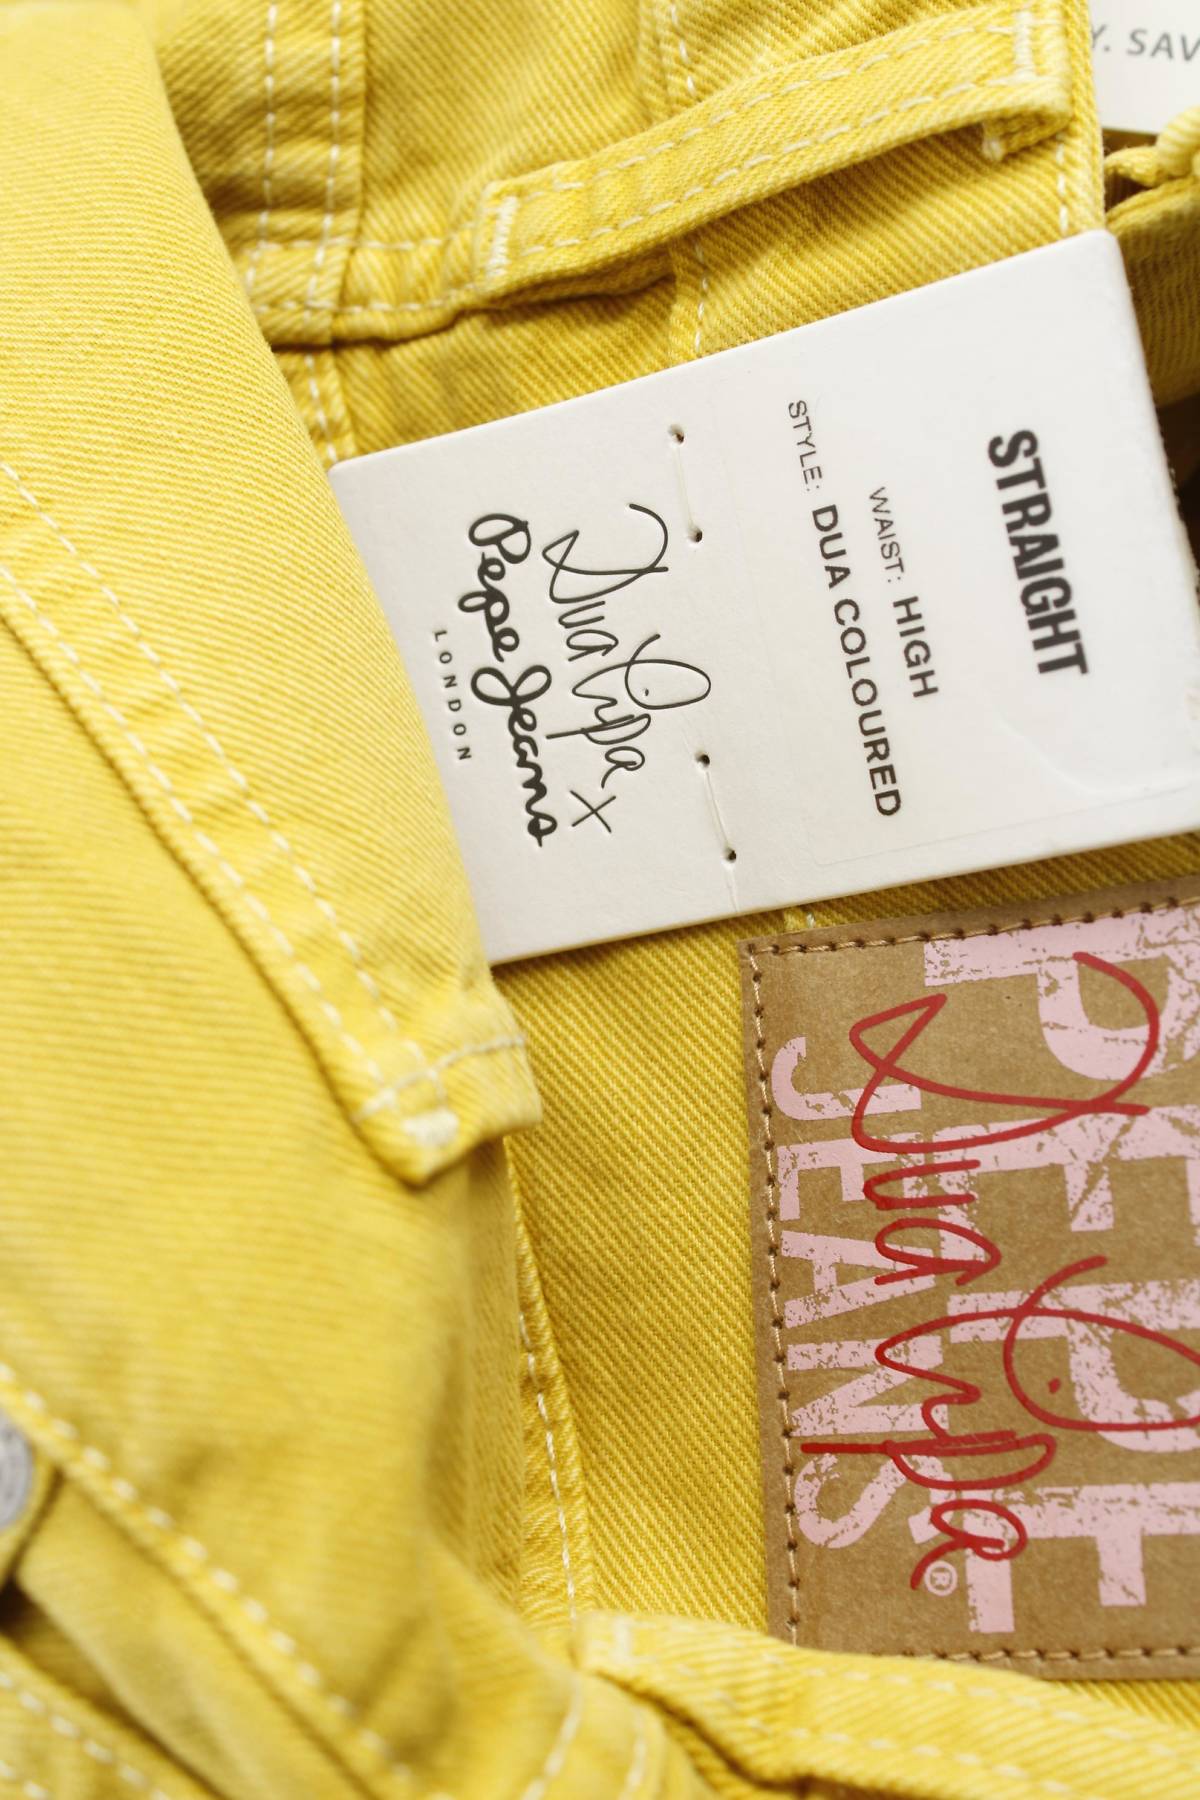 Y. SAV
STRAIGHT
WAIST: HIGH
STYLE: DUA COLOURED
Dua Lipa x
Pepe Jeans
LONDON
PEPE
JEANS
Dua Lipa
®